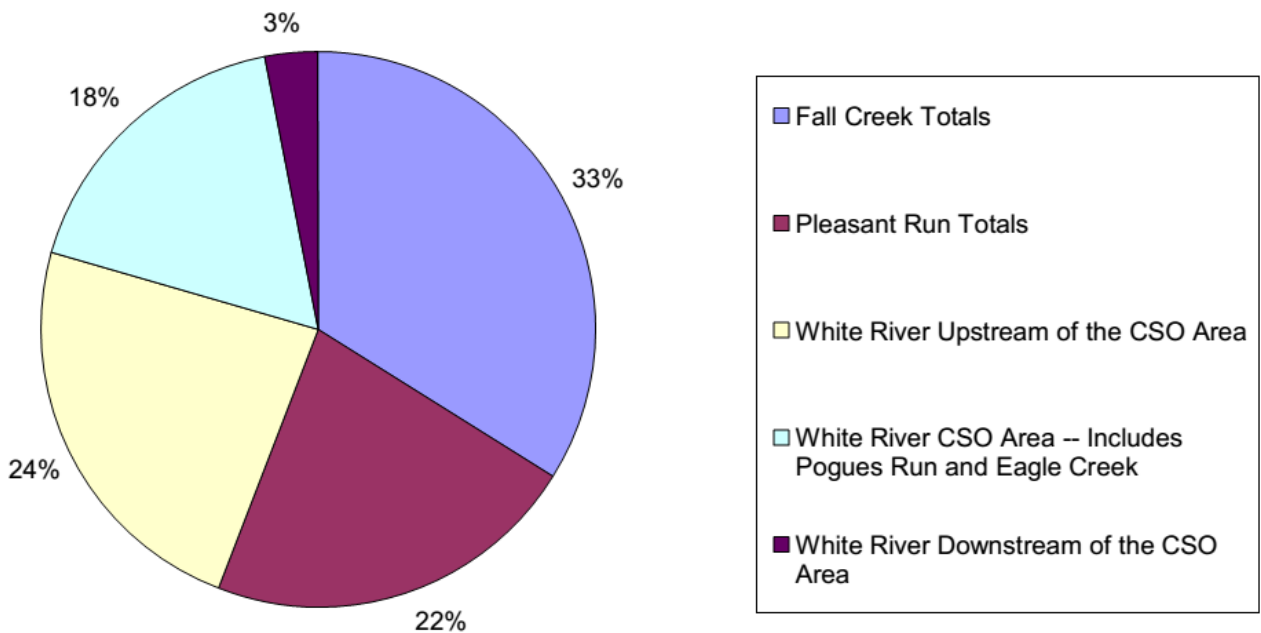 3%
18%
33%
24%
22%
Fall Creek Totals
Pleasant Run Totals
White River Upstream of the CSO Area
White River CSO Area -- Includes
Pogues Run and Eagle Creek
White River Downstream of the CSO
Area